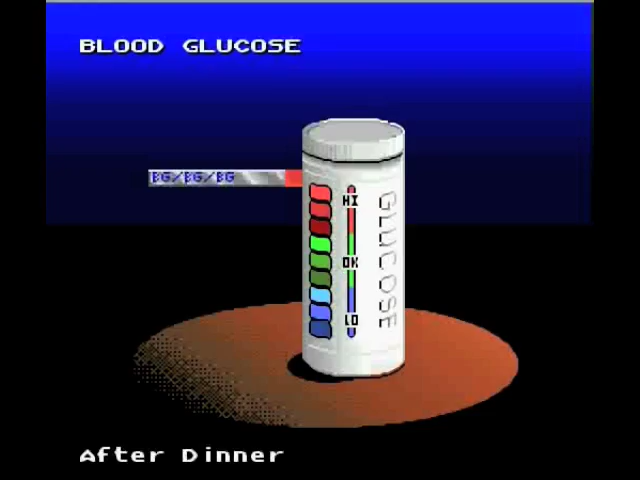 BLOOD GLUCOSE
BG/BG/BG
HI
OK
LO
GLUCOSE
After Dinner